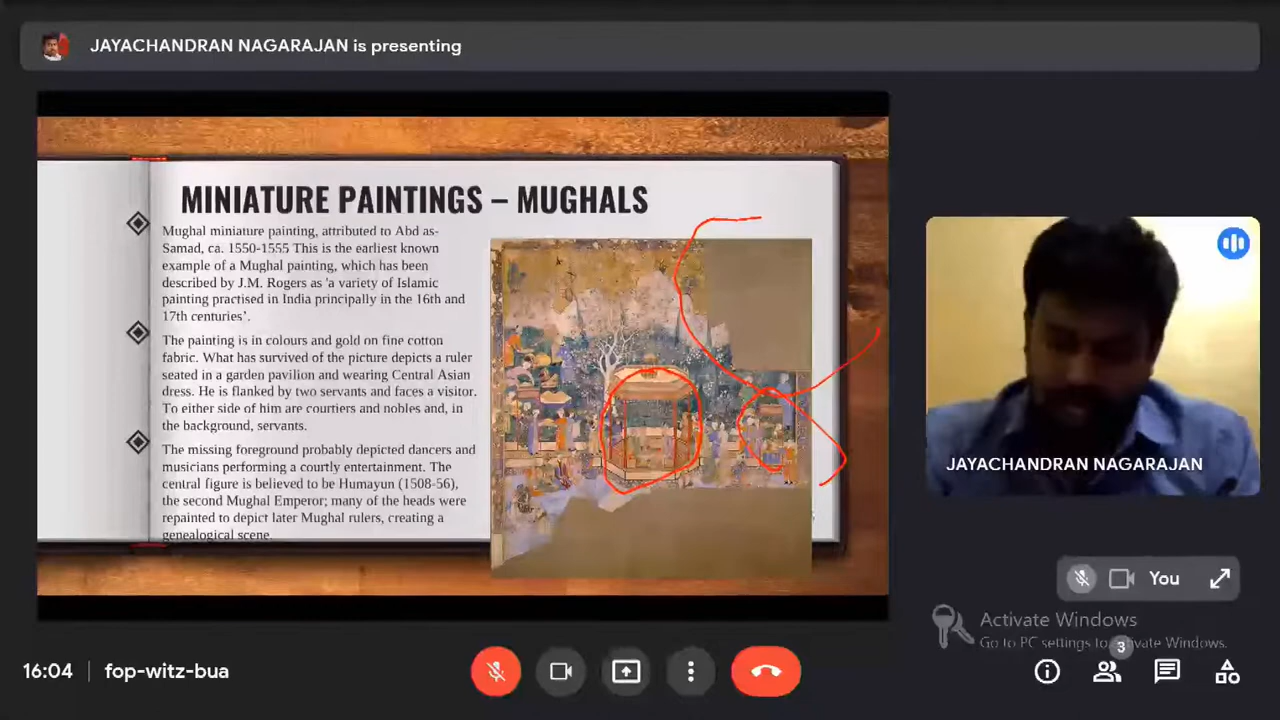 JAYACHANDRAN NAGARAJAN is presenting
MINIATURE PAINTINGS – MUGHALS
Mughal miniature painting, attributed to Abd as-
Samad, ca. 1550-1555 This is the earliest known
example of a Mughal painting, which has been
described by J.M. Rogers as 'a variety of Islamic
painting practised in India principally in the 16th and
17th centuries'.
The painting is in colours and gold on fine cotton
fabric. What has survived of the picture depicts a ruler
seated in a garden pavilion and wearing Central Asian
dress. He is flanked by two servants and faces a visitor.
To either side of him are courtiers and nobles and, in
the background, servants.
The missing foreground probably depicted dancers and
musicians performing a courtly entertainment. The
central figure is believed to be Humayun (1508-56),
the second Mughal Emperor; many of the heads were
repainted to depict later Mughal rulers, creating a
genealogical scene.
JAYACHANDRAN NAGARAJAN
You
Activate Windows
Go to PC settings to activate Windows.
3
16:04 fop-witz-bua